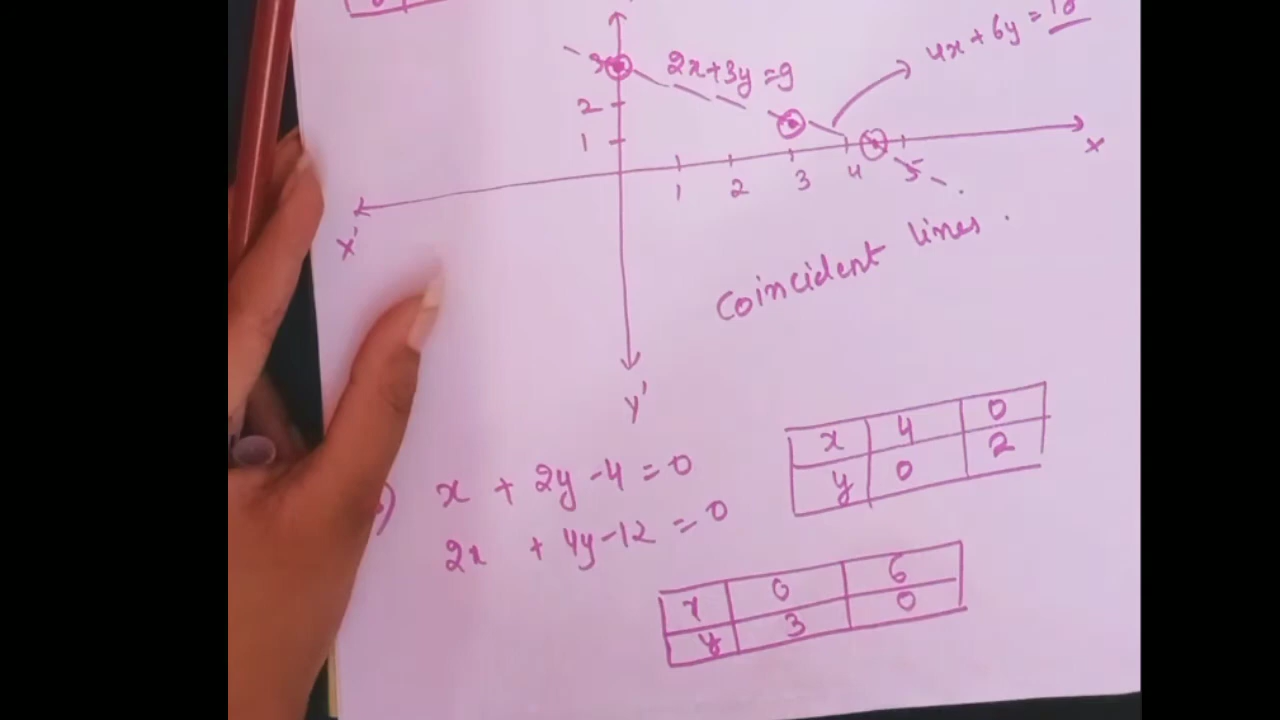 3
2x+3y=9
4x+6y=18
2
1
1 2 3 4 5
x
x'
Coincident lines.
y'
x 4 0
y 0 2
x + 2y-4=0
2x + 4y-12 =0
x 0 6
y 3 0